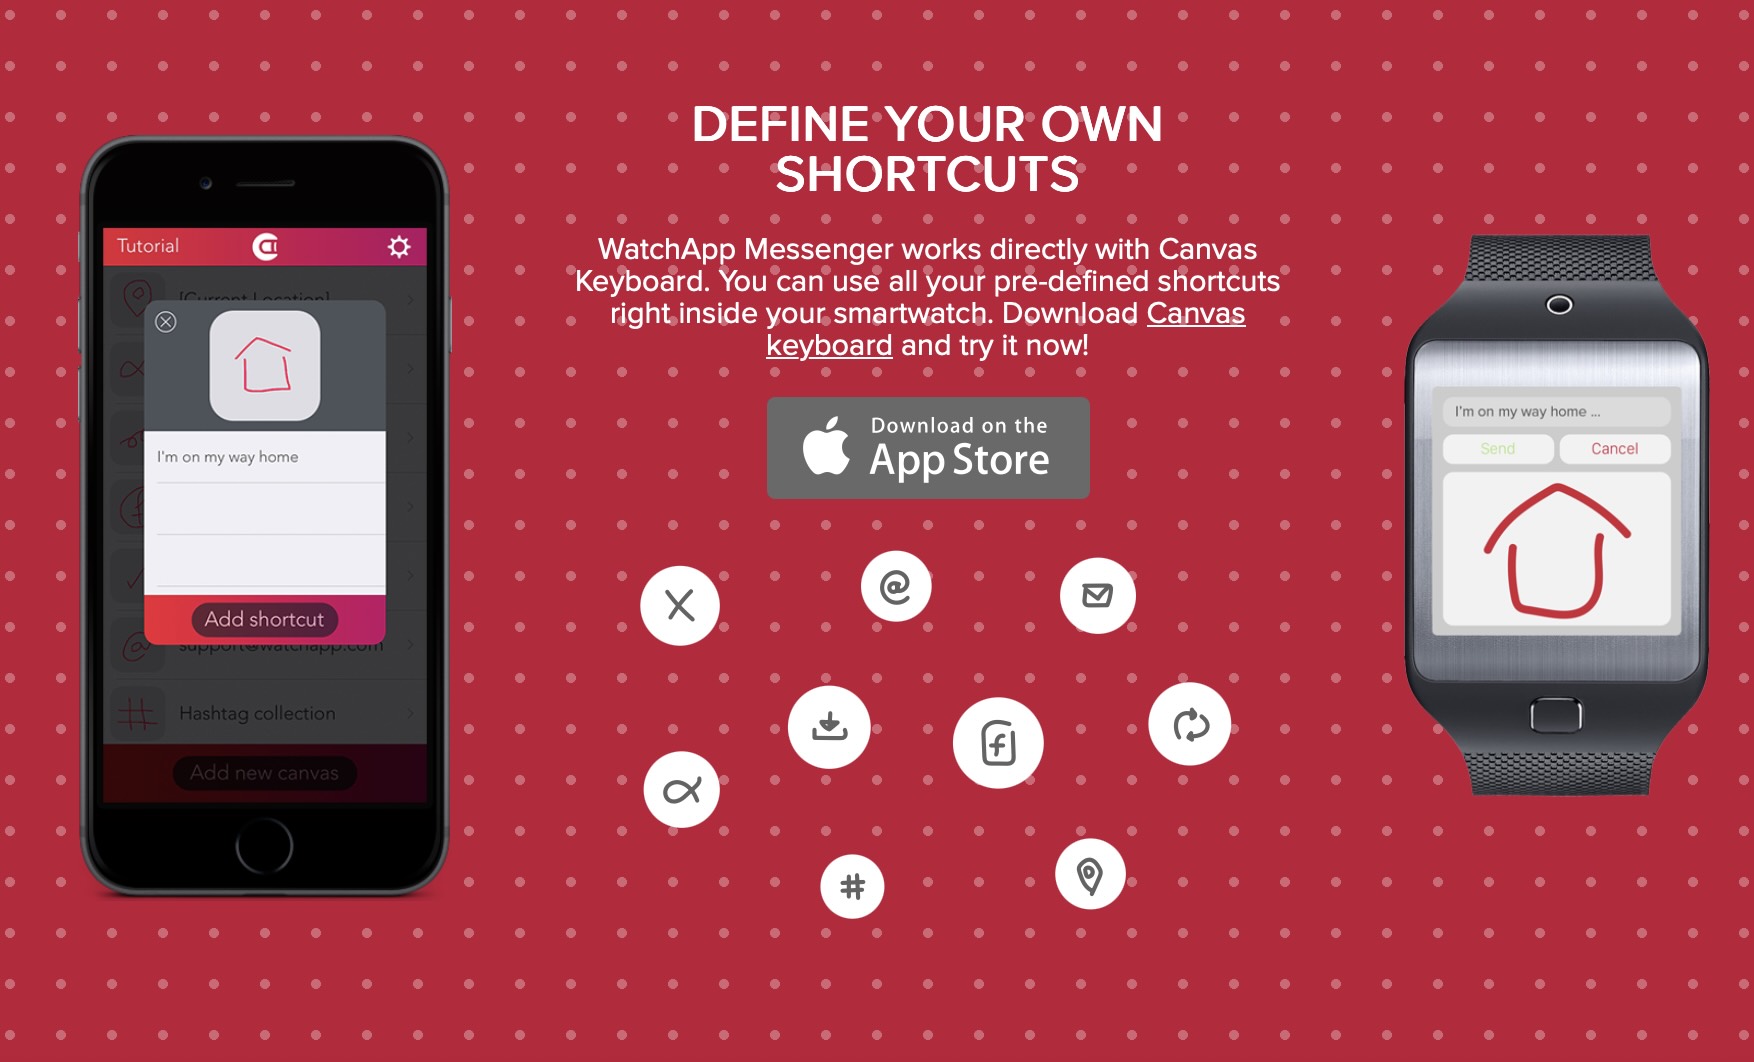 DEFINE YOUR OWN
SHORTCUTS
WatchApp Messenger works directly with Canvas
Keyboard. You can use all your pre-defined shortcuts
right inside your smartwatch. Download Canvas
keyboard and try it now!
Download on the
App Store
Tutorial
[Current Location]
I'm on my way home
Add shortcut
support@watchapp.com
Hashtag collection
Add new canvas
I'm on my way home ...
Send
Cancel
@
#
f